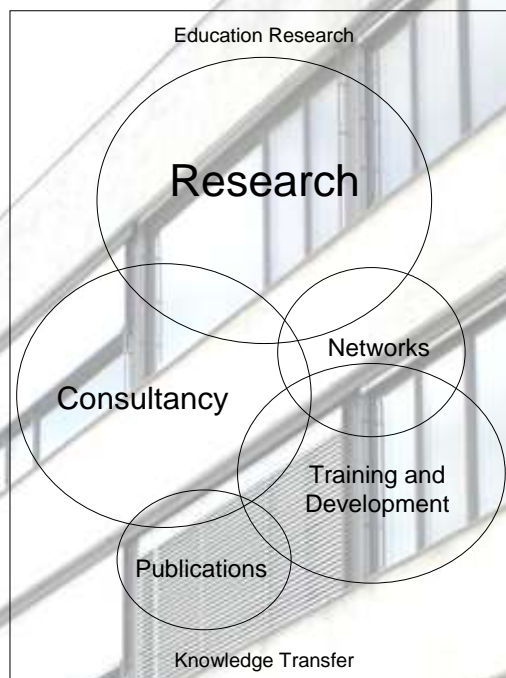 Education Research
Research
Networks
Consultancy
Training and
Development
Publications
Knowledge Transfer